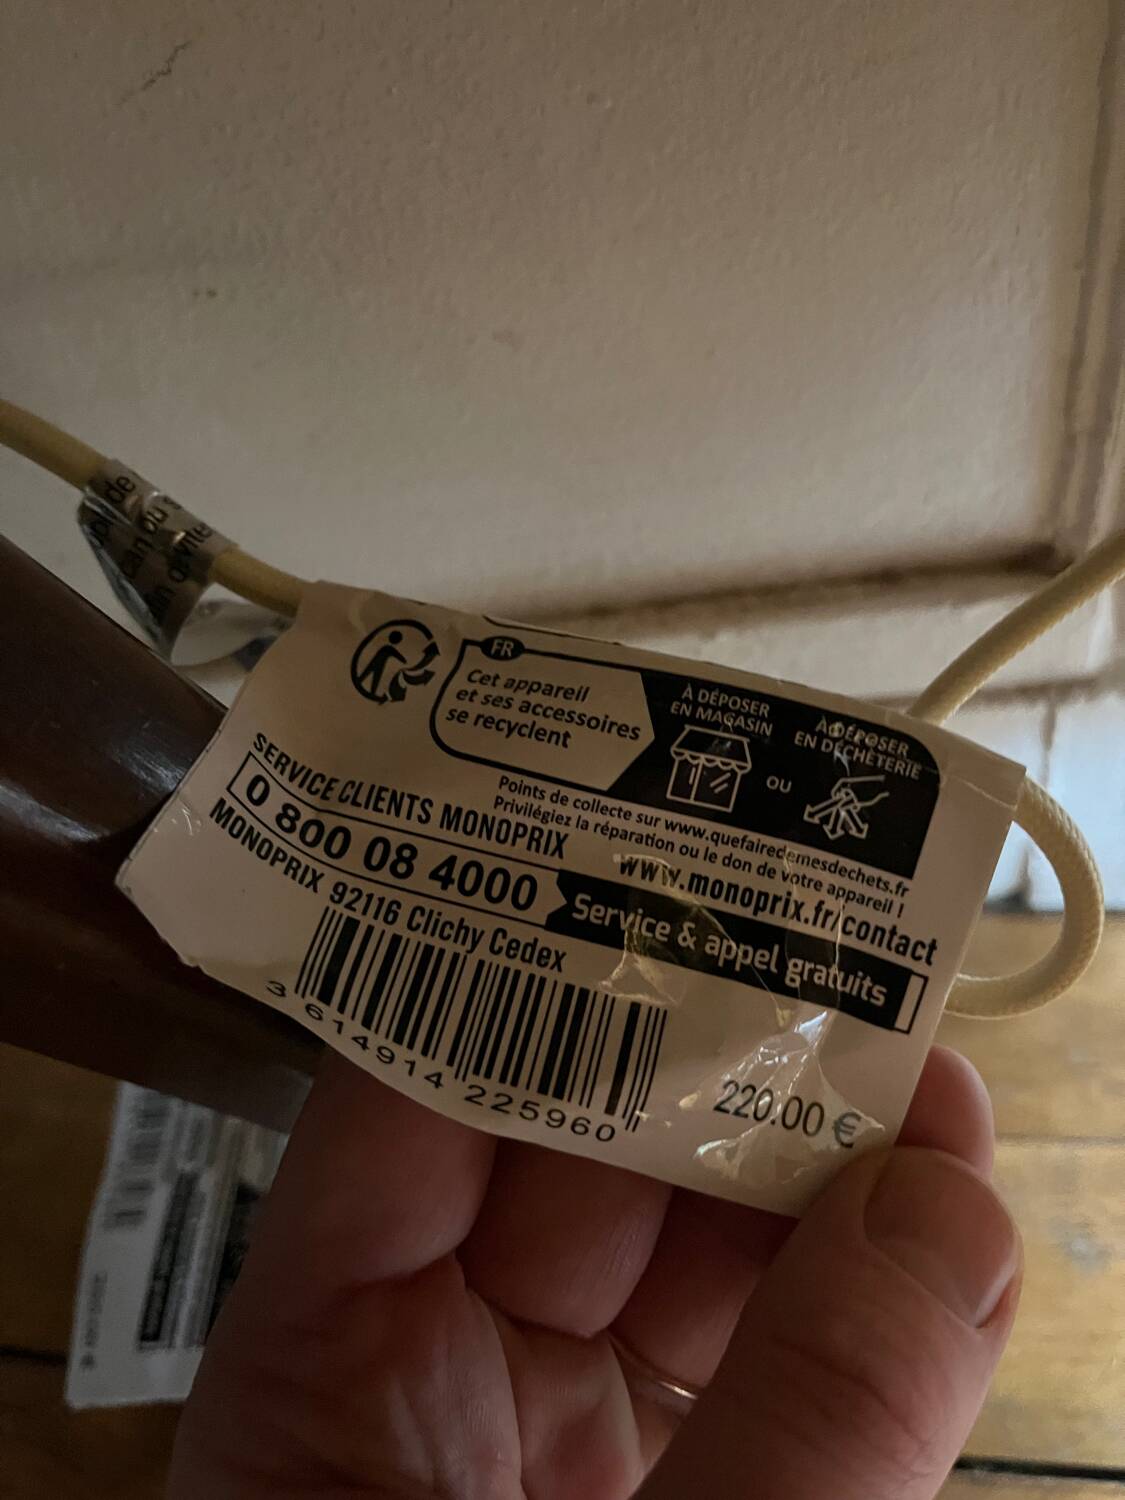 FR
Cet appareil
et ses accessoires
se recyclent
À DÉPOSER
EN MAGASIN
OU
À DÉPOSER
EN DÉCHÈTERIE
Points de collecte sur www.quefairedemesdechets.fr
Privilégiez la réparation ou le don de votre appareil !
SERVICE CLIENTS MONOPRIX
www.monoprix.fr/contact
0 800 08 4000
Service & appel gratuits
MONOPRIX 92116 Clichy Cedex
3 614914 225960
220.00 €
de